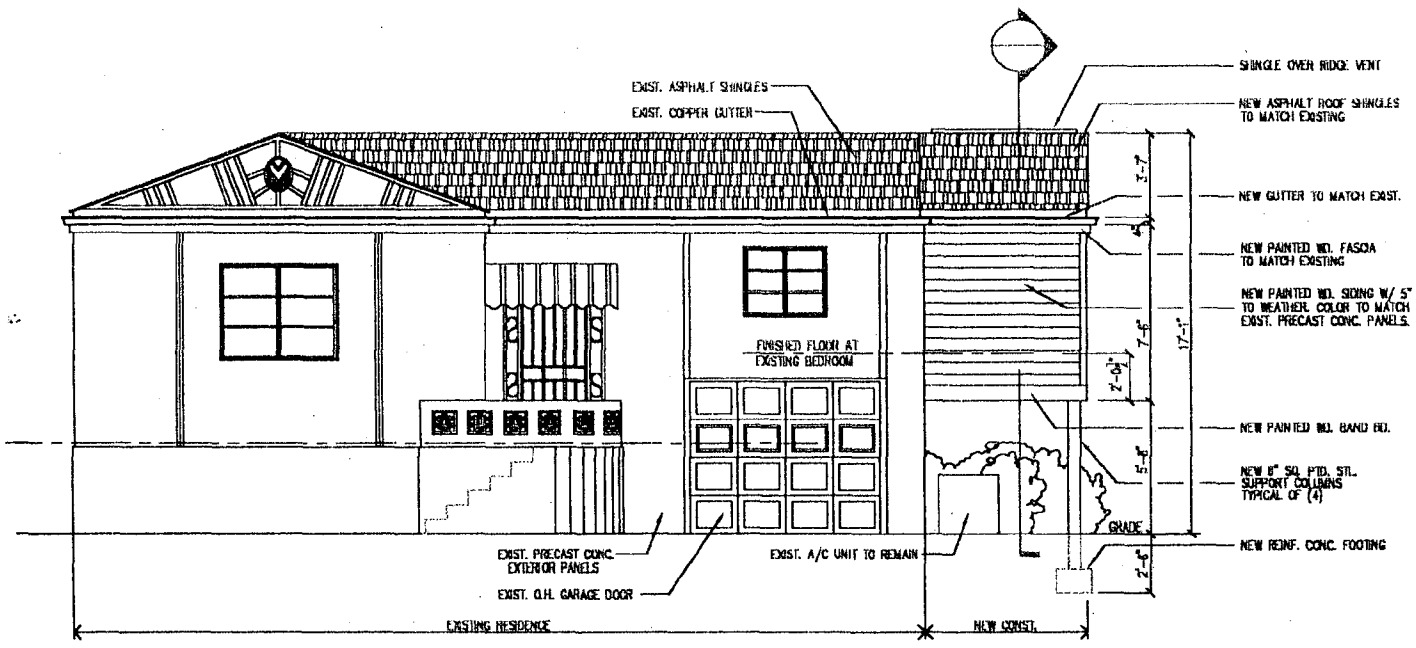 EXIST. ASPHALT SHINGLES
EXIST. COPPER GUTTER
SHINGLE OVER RIDGE VENT
NEW ASPHALT ROOF SHINGLES
TO MATCH EXISTING
NEW GUTTER TO MATCH EXIST.
NEW PAINTED WD. FASCIA
TO MATCH EXISTING
NEW PAINTED WD. SIDING W/ 5"
TO WEATHER. COLOR TO MATCH
EXIST. PRECAST CONC. PANELS.
FINISHED FLOOR AT
EXISTING BEDROOM
NEW PAINTED WD. BAND BD.
NEW 8" SQ. PTD. STL.
SUPPORT COLUMNS
TYPICAL OF (4)
GRADE
NEW REINF. CONC. FOOTING
EXIST. PRECAST CONC.
EXTERIOR PANELS
EXIST. A/C UNIT TO REMAIN
EXIST. O.H. GARAGE DOOR
EXISTING RESIDENCE
NEW CONST.
3'-7"
7'-6"
17'-1"
2'-0½"
5'-8"
2'-6"